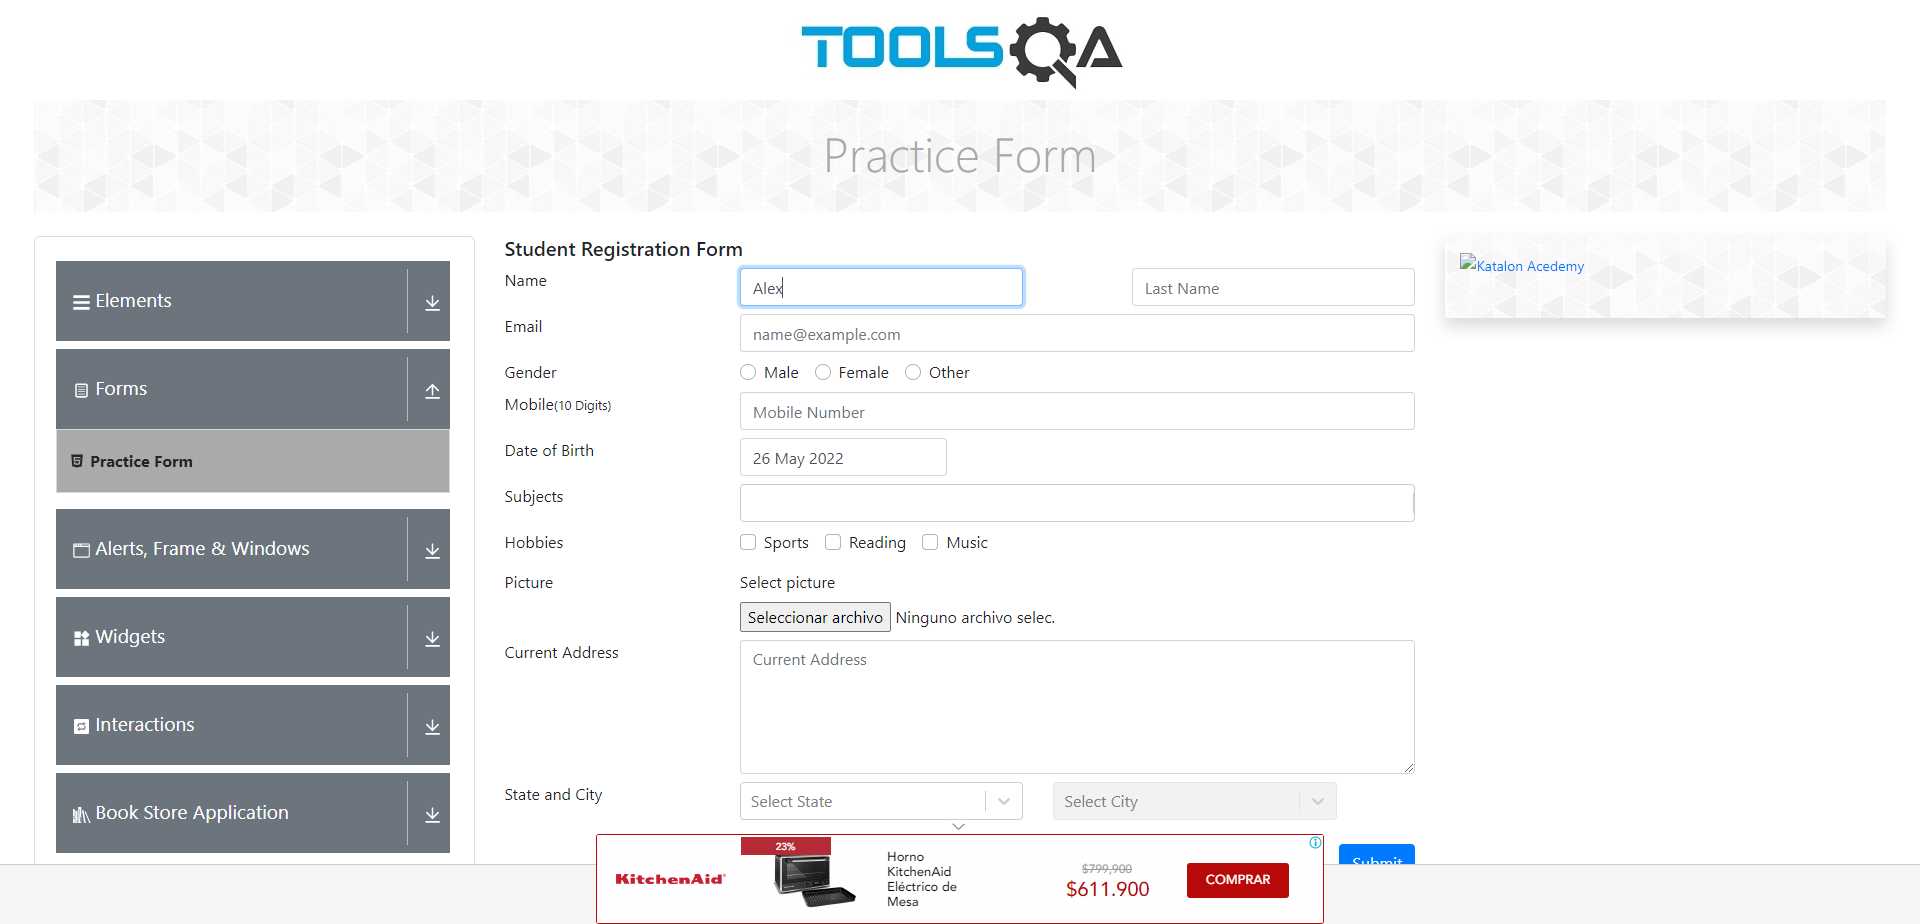 TOOLSQA
Practice Form
Elements
Forms
Practice Form
Alerts, Frame & Windows
Widgets
Interactions
Book Store Application
Student Registration Form
Name
Alex
Last Name
Email
name@example.com
Gender
Male
Female
Other
Mobile(10 Digits)
Mobile Number
Date of Birth
26 May 2022
Subjects
Hobbies
Sports
Reading
Music
Picture
Select picture
Seleccionar archivo
Ninguno archivo selec.
Current Address
Current Address
State and City
Select State
Select City
Submit
Katalon Acedemy
KitchenAid
23%
Horno
KitchenAid
Eléctrico de
Mesa
$799,900
$611.900
COMPRAR